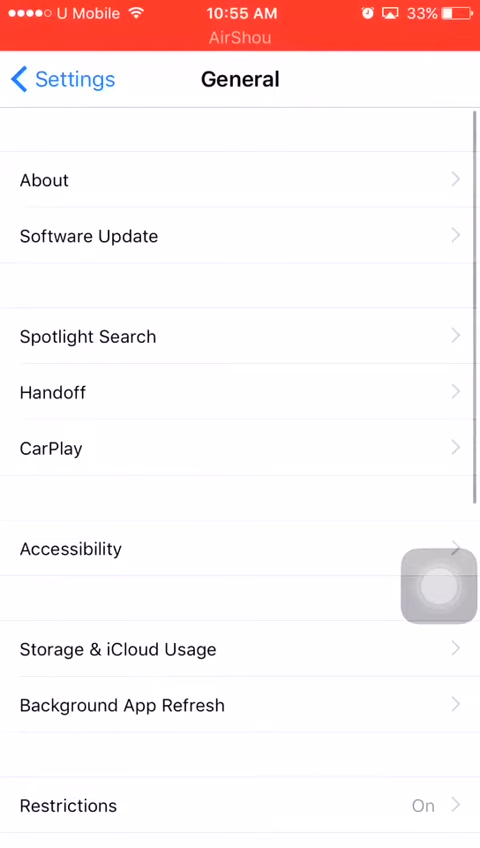 U Mobile 10:55 AM 33%
AirShou
Settings General
About
Software Update
Spotlight Search
Handoff
CarPlay
Accessibility
Storage & iCloud Usage
Background App Refresh
Restrictions On